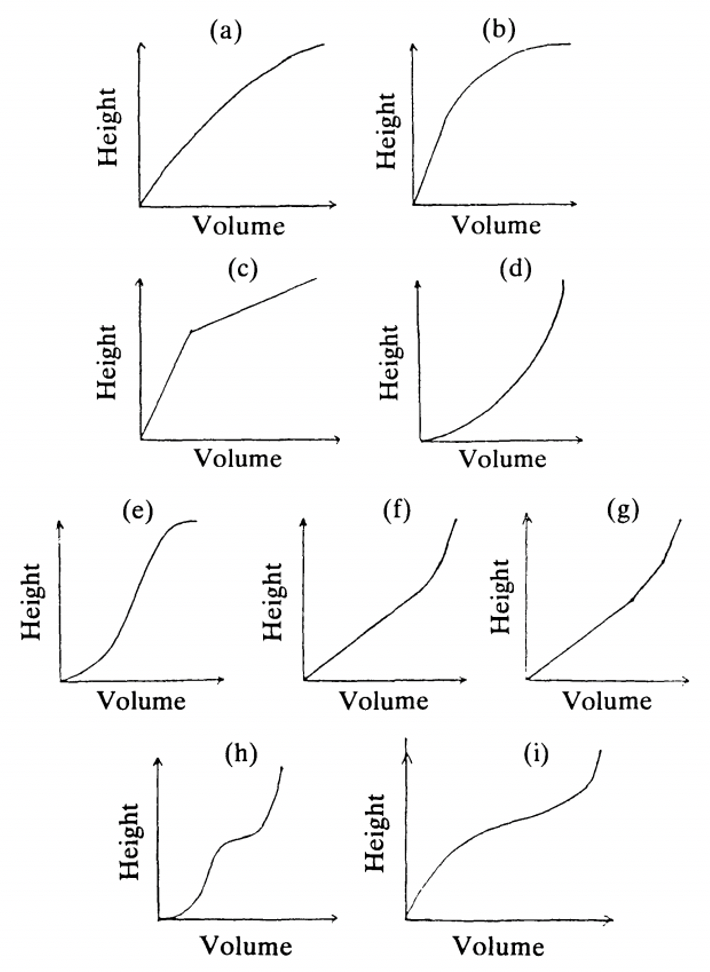 (a) (b)
Height Height
Volume Volume
(c) (d)
Height Height
Volume Volume
(e) (f) (g)
Height Height Height
Volume Volume Volume
(h) (i)
Height Height
Volume Volume